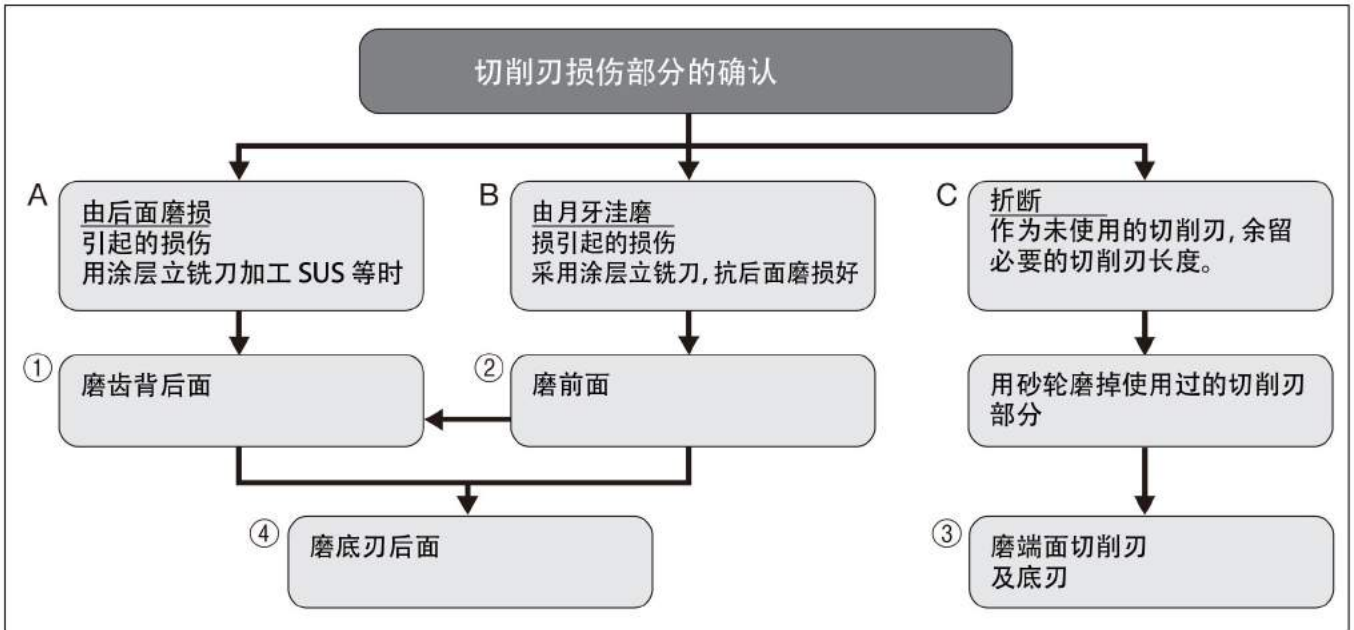 切削刃损伤部分的确认
A
由后面磨损
引起的损伤
用涂层立铣刀加工 SUS 等时
B
由月牙洼磨
损引起的损伤
采用涂层立铣刀, 抗后面磨损好
C
折断
作为未使用的切削刃, 余留
必要的切削刃长度。
①
磨齿背后面
②
磨前面
用砂轮磨掉使用过的切削刃
部分
④
磨底刃后面
③
磨端面切削刃
及底刃